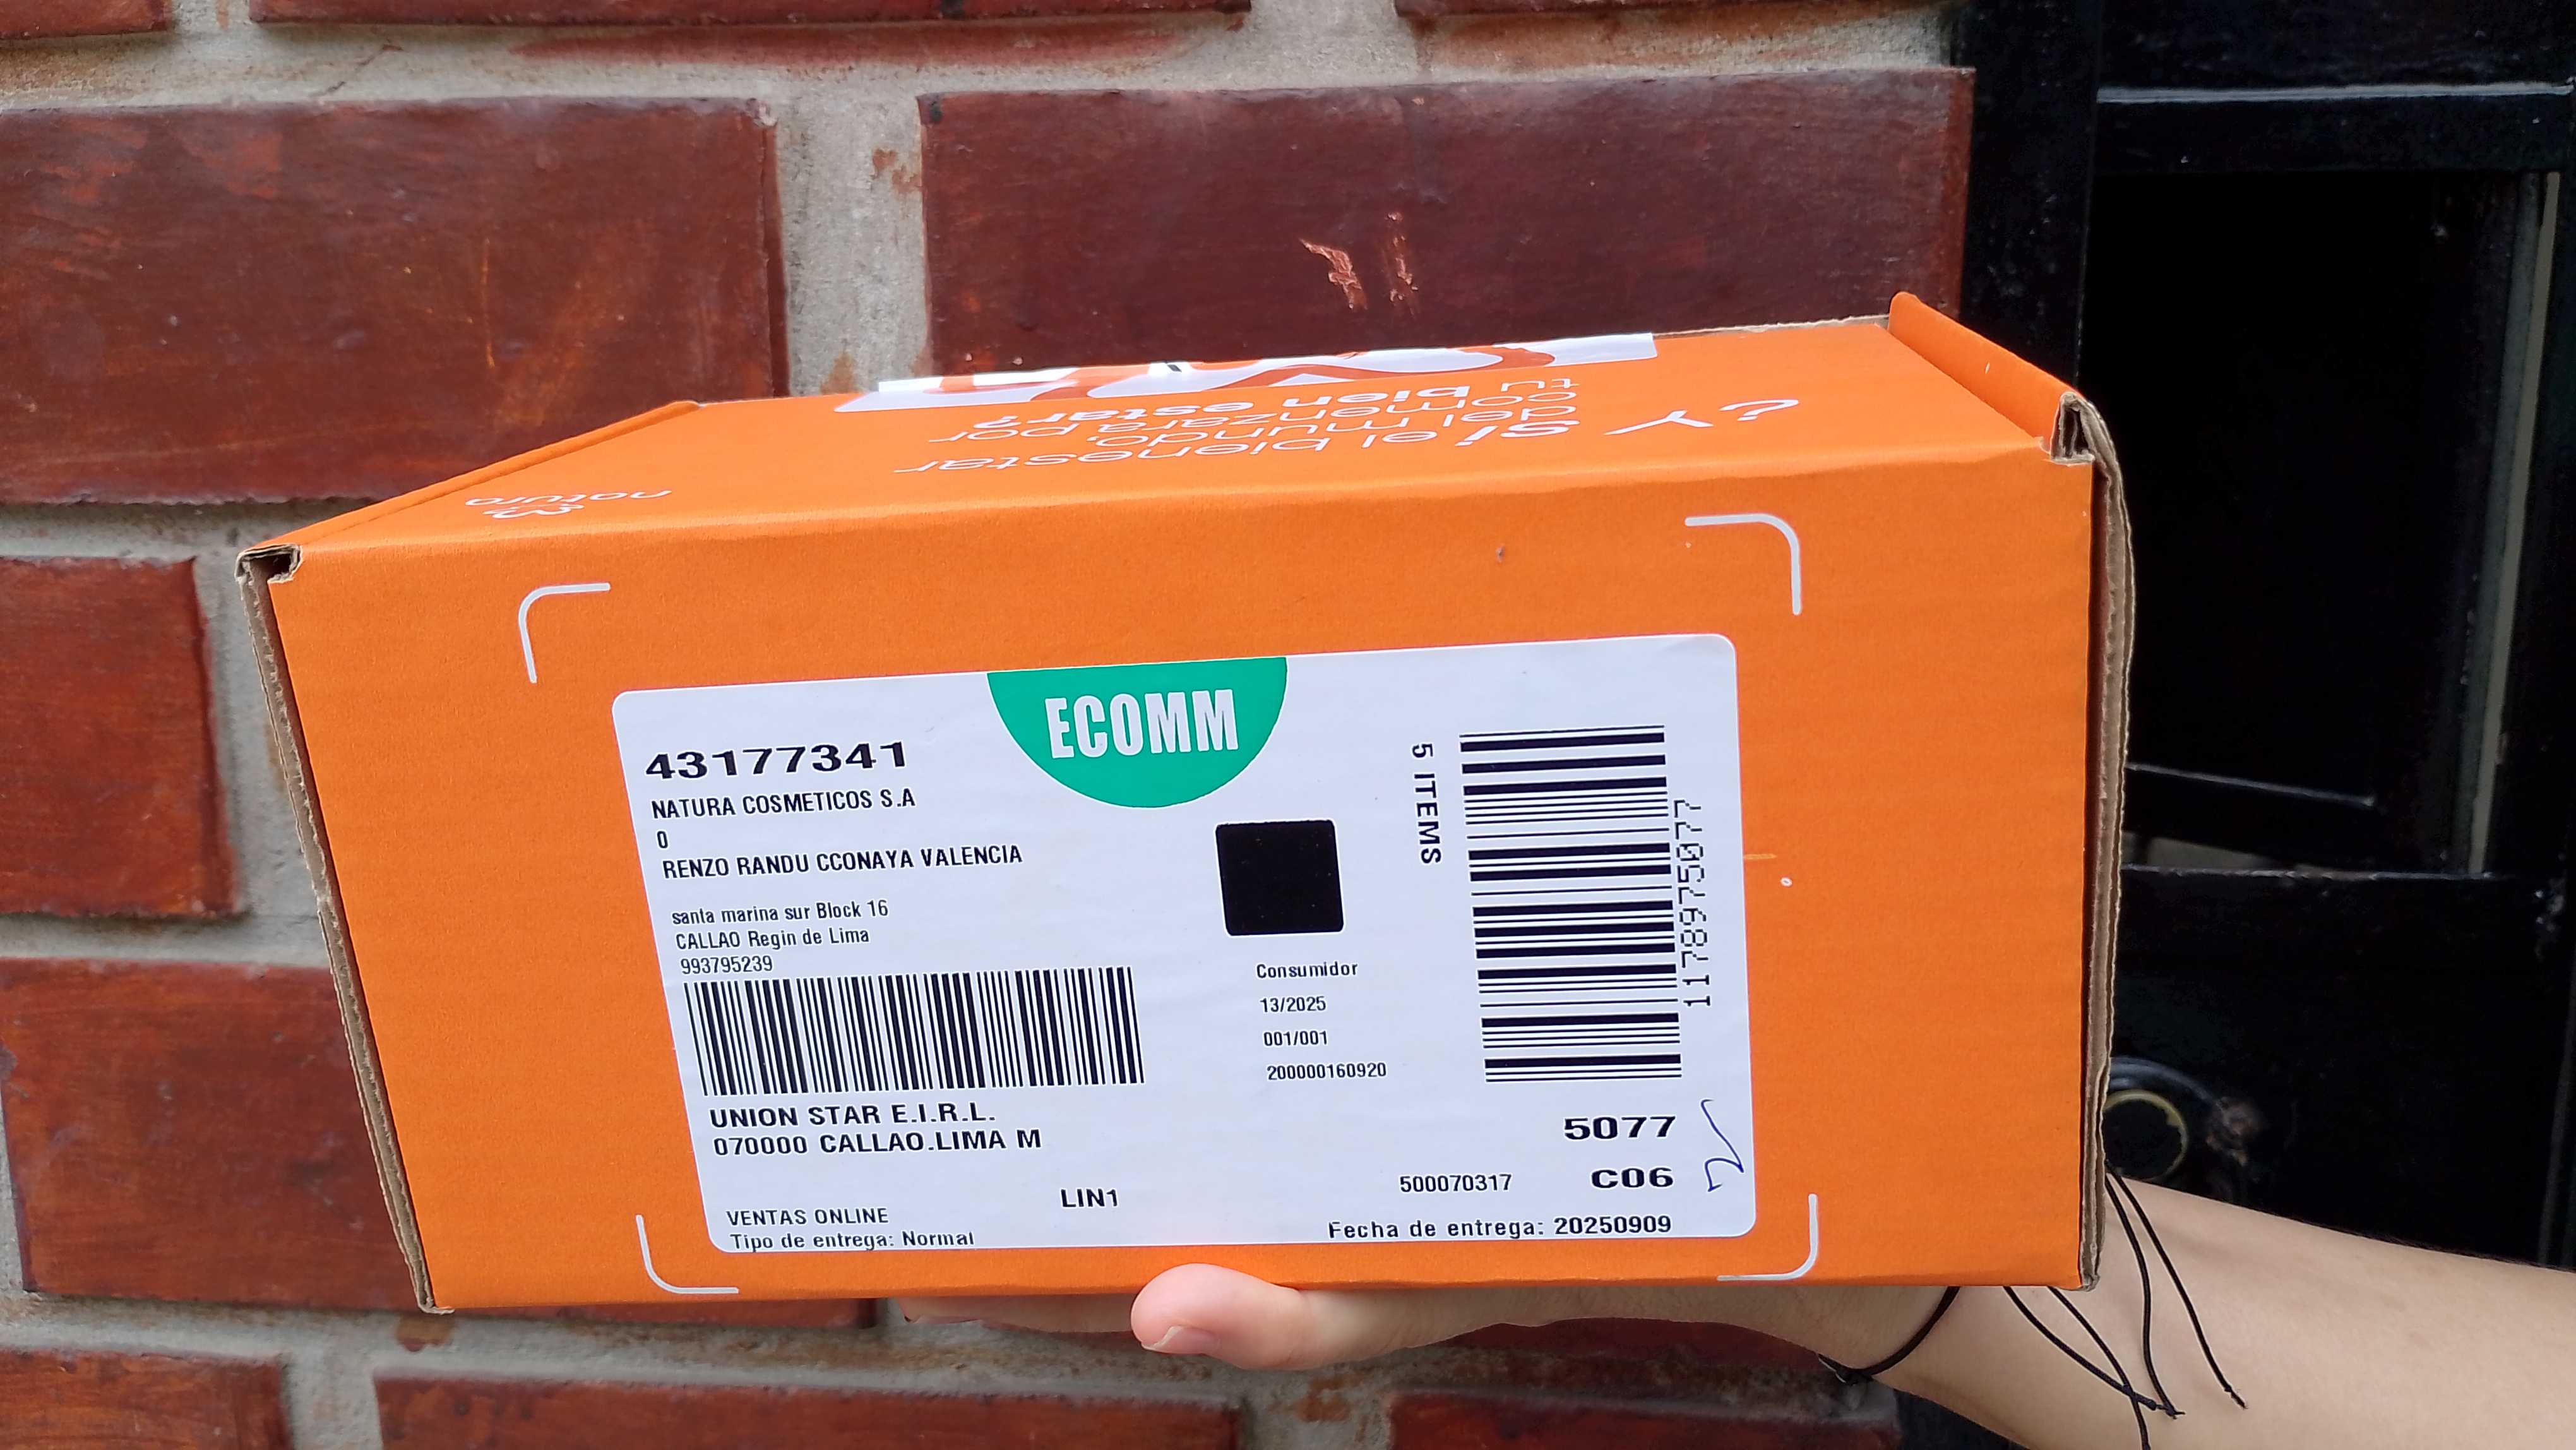 ¿Y
si el bienestar
del mundo,
comenzara por
tu
bien estar?
natura
ECOMM
43177341
NATURA COSMETICOS S.A
0
RENZO RANDU CCONAYA VALENCIA
santa marina sur Block 16
CALLAO Regin de Lima
993795239
5 ITEMS
1178975077
Consumidor
13/2025
001/001
200000160920
UNION STAR E.I.R.L.
070000 CALLAO.LIMA M
5077
500070317
C06
LIN1
VENTAS ONLINE
Tipo de entrega: Normal
Fecha de entrega: 20250909